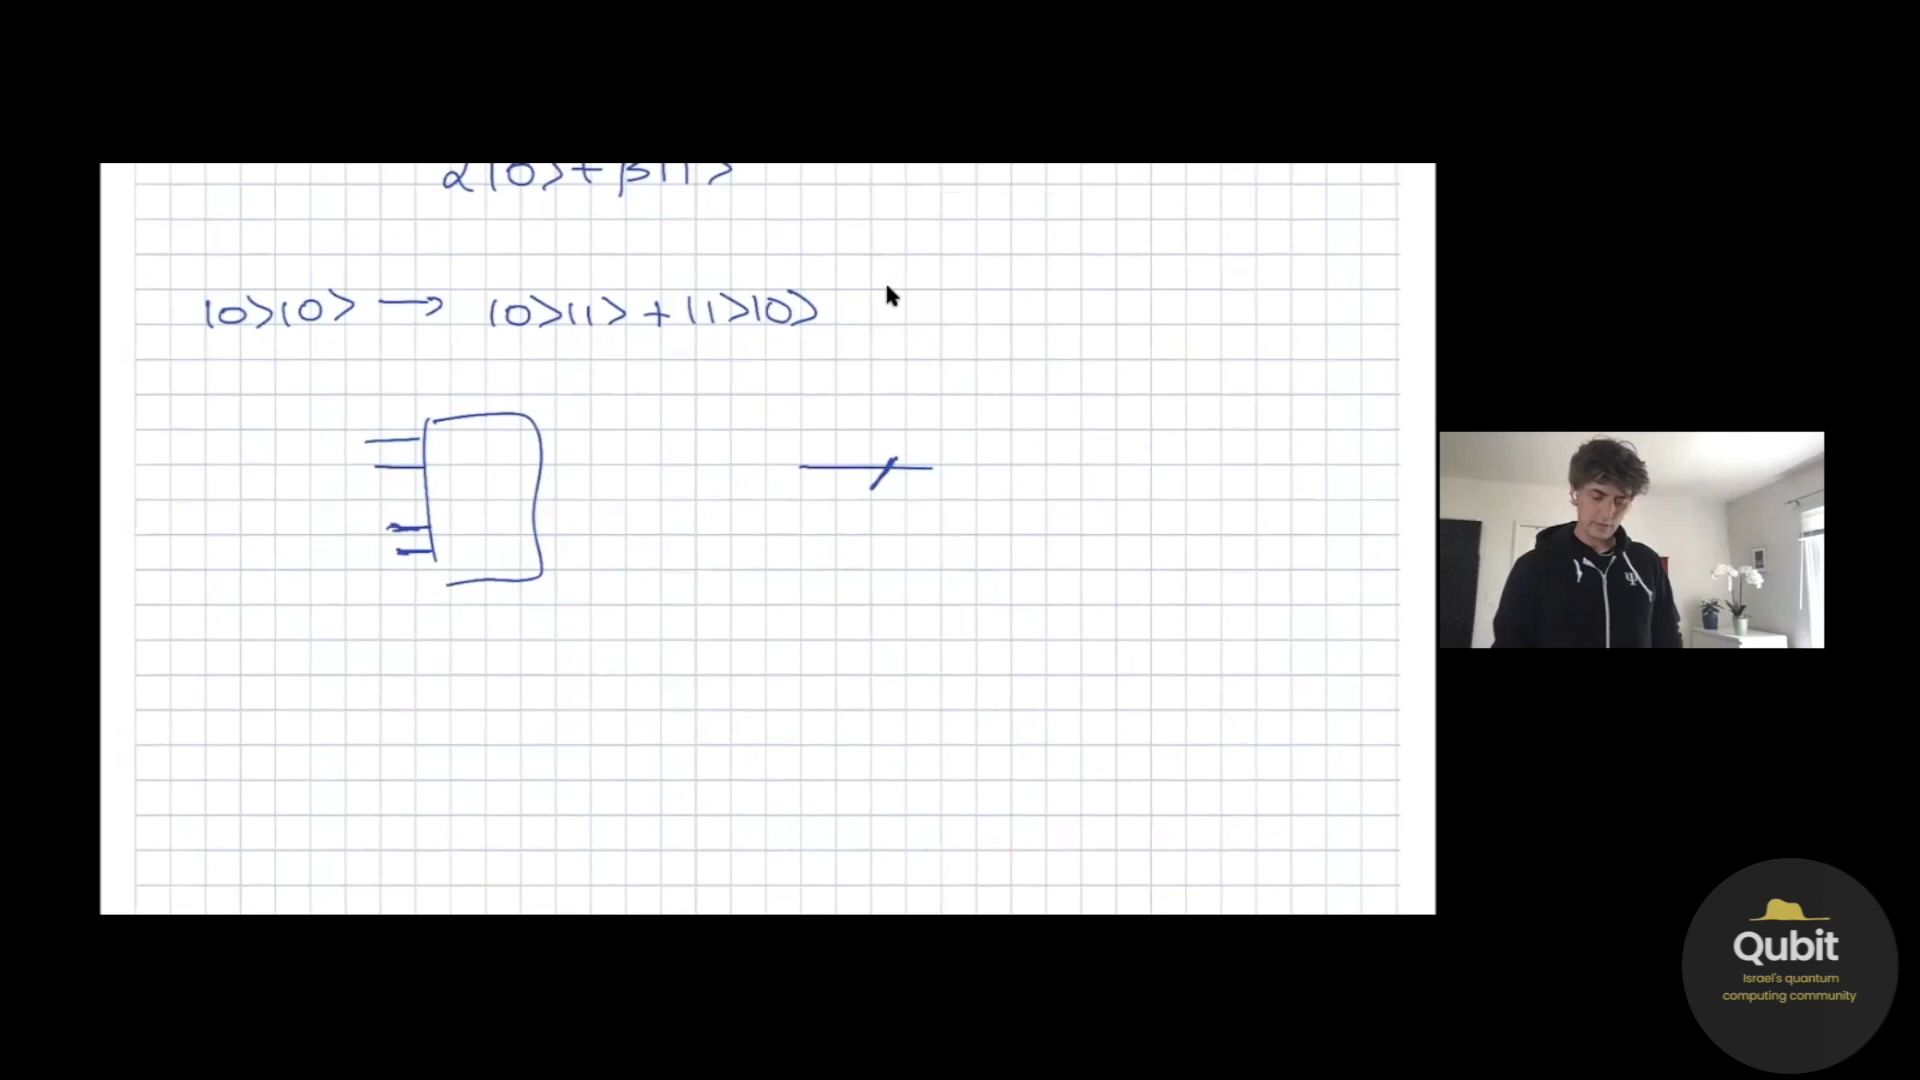 α|0>+β|1>
|0>|0> → |0>|1> + |1>|0>
Ψ
Qubit
Israel's quantum
computing community